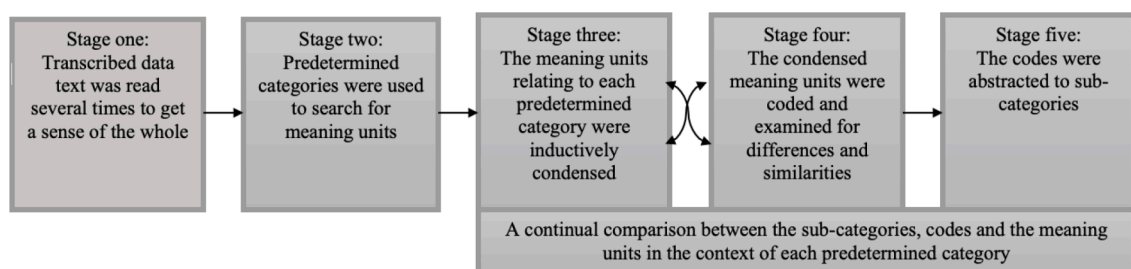 Stage one:
Transcribed data
text was read
several times to get
a sense of the whole
Stage two:
Predetermined
categories were used
to search for
meaning units
Stage three:
The meaning units
relating to each
predetermined
category were
inductively
condensed
Stage four:
The condensed
meaning units were
coded and
examined for
differences and
similarities
Stage five:
The codes were
abstracted to sub-
categories
A continual comparison between the sub-categories, codes and the meaning
units in the context of each predetermined category